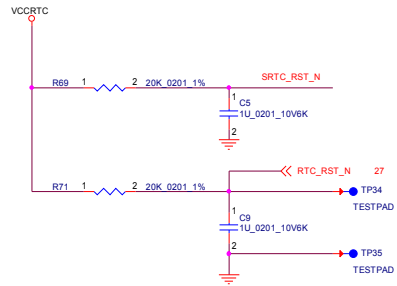 VCCRTC
R69 1 2 20K_0201_1% SRTC_RST_N
1 C5
1U_0201_10V6K
2
RTC_RST_N 27
R71 1 2 20K_0201_1% TP34
TESTPAD
1 C9
1U_0201_10V6K
2 TP35
TESTPAD